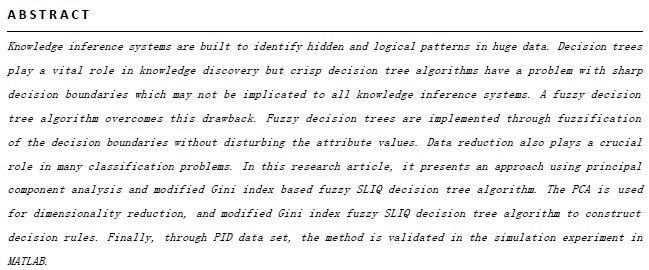 ABSTRACT
Knowledge inference systems are built to identify hidden and logical patterns in huge data. Decision trees
play a vital role in knowledge discovery but crisp decision tree algorithms have a problem with sharp
decision boundaries which may not be implicated to all knowledge inference systems. A fuzzy decision
tree algorithm overcomes this drawback. Fuzzy decision trees are implemented through fuzzification
of the decision boundaries without disturbing the attribute values. Data reduction also plays a crucial
role in many classification problems. In this research article, it presents an approach using principal
component analysis and modified Gini index based fuzzy SLIQ decision tree algorithm. The PCA is used
for dimensionality reduction, and modified Gini index fuzzy SLIQ decision tree algorithm to construct
decision rules. Finally, through PID data set, the method is validated in the simulation experiment in
MATLAB.